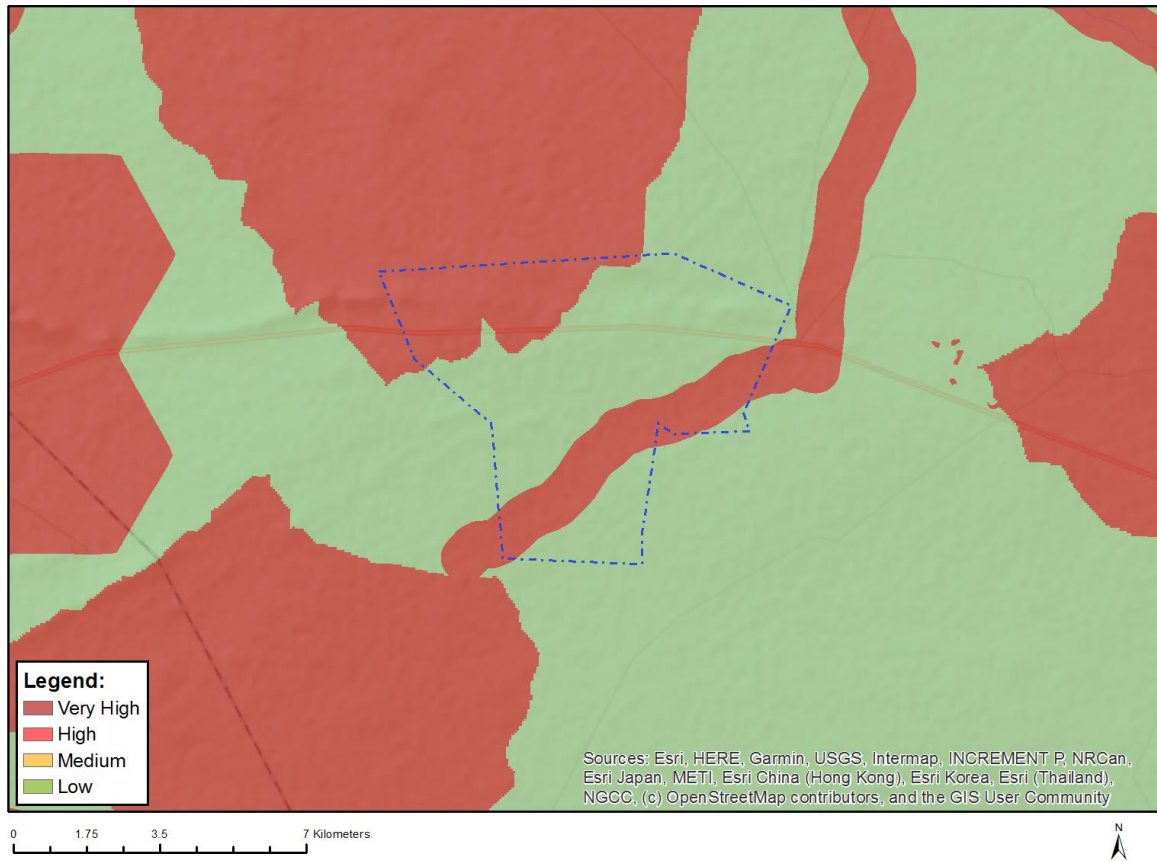 Legend:
Very High
High
Medium
Low
Sources: Esri, HERE, Garmin, USGS, Intermap, INCREMENT P, NRCan,
Esri Japan, METI, Esri China (Hong Kong), Esri Korea, Esri (Thailand),
NGCC, (c) OpenStreetMap contributors, and the GIS User Community
0 1.75 3.5 7 Kilometers
N